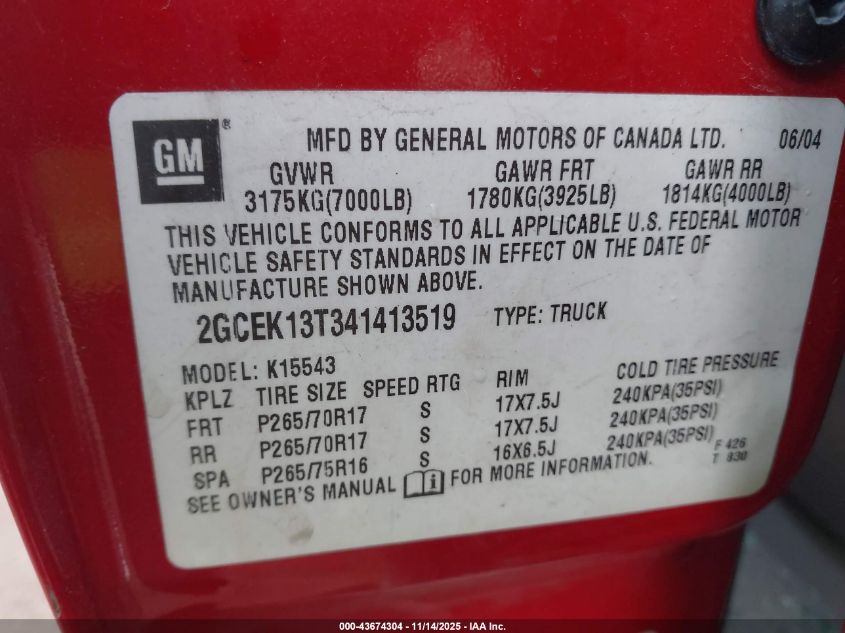 GM®
MFD BY GENERAL MOTORS OF CANADA LTD. 06/04
GVWR GAWR FRT GAWR RR
3175KG(7000LB) 1780KG(3925LB) 1814KG(4000LB)
THIS VEHICLE CONFORMS TO ALL APPLICABLE U.S. FEDERAL MOTOR
VEHICLE SAFETY STANDARDS IN EFFECT ON THE DATE OF
MANUFACTURE SHOWN ABOVE.
2GCEK13T341413519 TYPE: TRUCK
MODEL: K15543
KPLZ TIRE SIZE SPEED RTG RIM COLD TIRE PRESSURE
FRT P265/70R17 S 17X7.5J 240KPA(35PSI)
RR P265/70R17 S 17X7.5J 240KPA(35PSI)
SPA P265/75R16 S 16X6.5J 240KPA(35PSI)
SEE OWNER'S MANUAL FOR MORE INFORMATION.
F 426
T 830
000-43674304 | 11/14/2025 - IAA Inc.